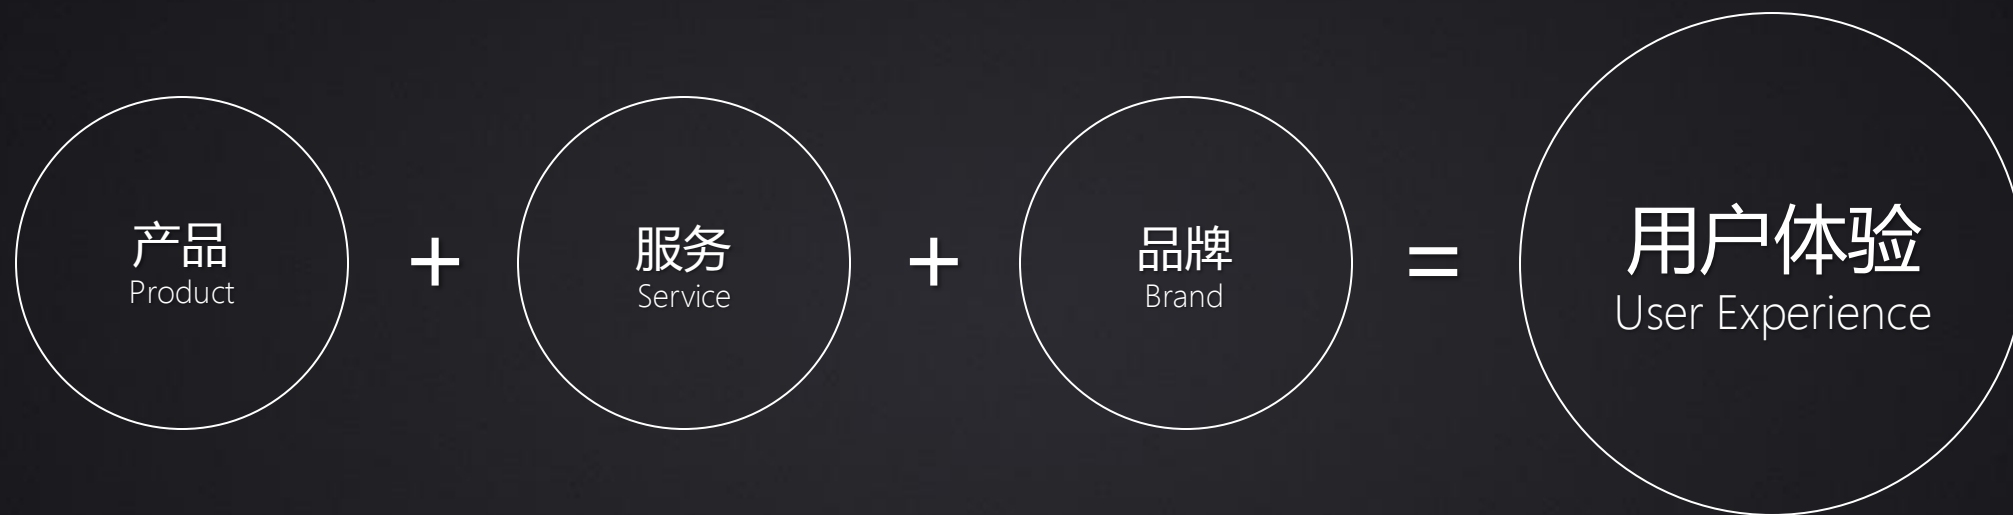 产品
Product
+
服务
Service
+
品牌
Brand
=
用户体验
User Experience